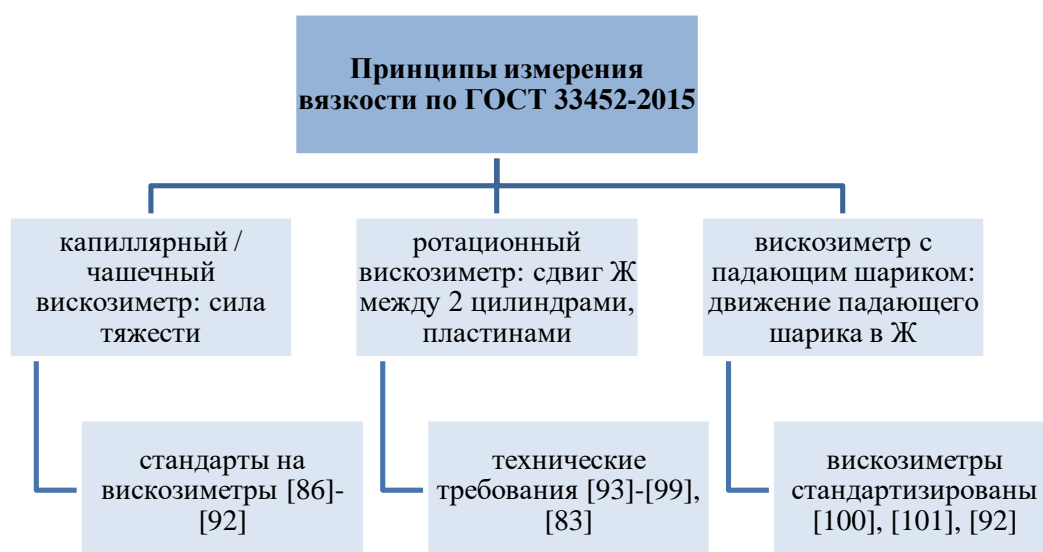 Принципы измерения
вязкости по ГОСТ 33452-2015
капиллярный /
чашечный
вискозиметр: сила
тяжести
ротационный
вискозиметр: сдвиг Ж
между 2 цилиндрами,
пластинами
вискозиметр с
падающим шариком:
движение падающего
шарика в Ж
стандарты на
вискозиметры [86]-
[92]
технические
требования [93]-[99],
[83]
вискозиметры
стандартизированы
[100], [101], [92]